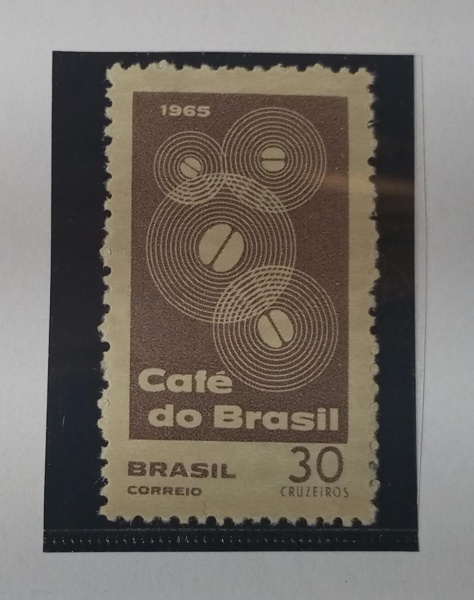 1965
Café
do Brasil
BRASIL 30
CORREIO CRUZEIROS